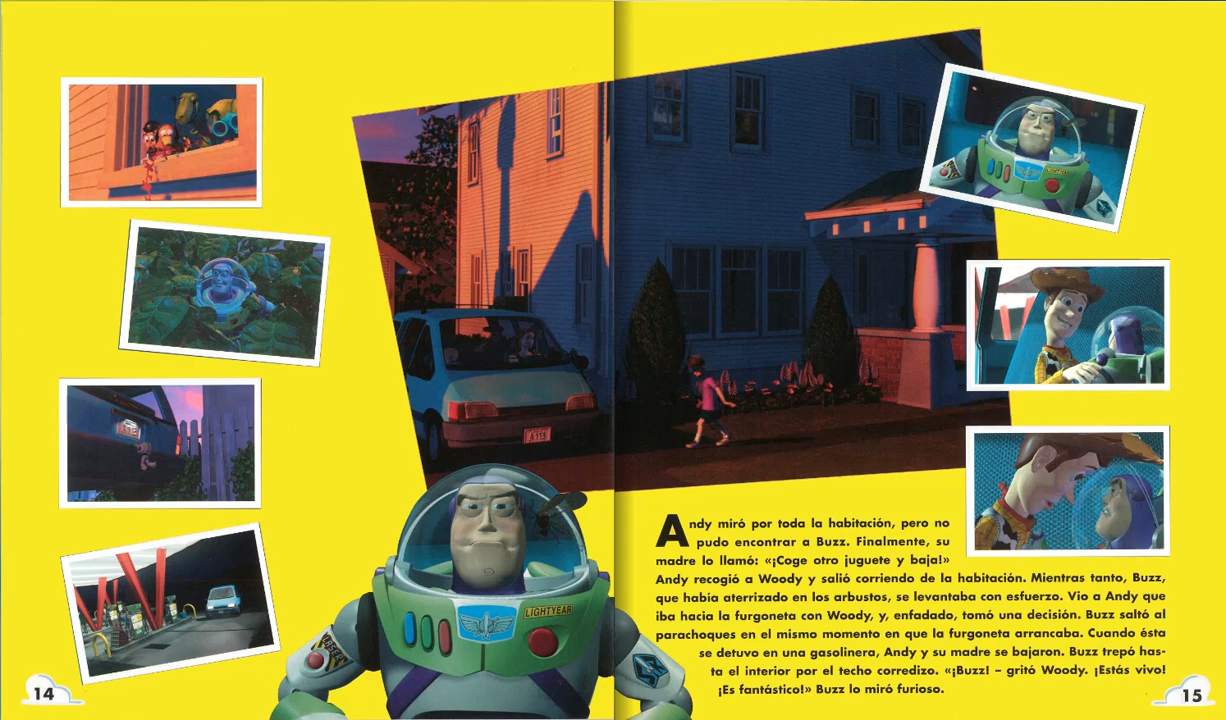 LIGHTYEAR
LASER
A113
Andy miró por toda la habitación, pero no
pudo encontrar a Buzz. Finalmente, su
madre lo llamó: «¡Coge otro juguete y baja!»
Andy recogió a Woody y salió corriendo de la habitación. Mientras tanto, Buzz,
que había aterrizado en los arbustos, se levantaba con esfuerzo. Vio a Andy que
iba hacia la furgoneta con Woody, y, enfadado, tomó una decisión. Buzz saltó al
parachoques en el mismo momento en que la furgoneta arrancaba. Cuando ésta
se detuvo en una gasolinera, Andy y su madre se bajaron. Buzz trepó has-
ta el interior por el techo corredizo. «¡Buzz! – gritó Woody. ¡Estás vivo!
¡Es fantástico!» Buzz lo miró furioso.
14
15